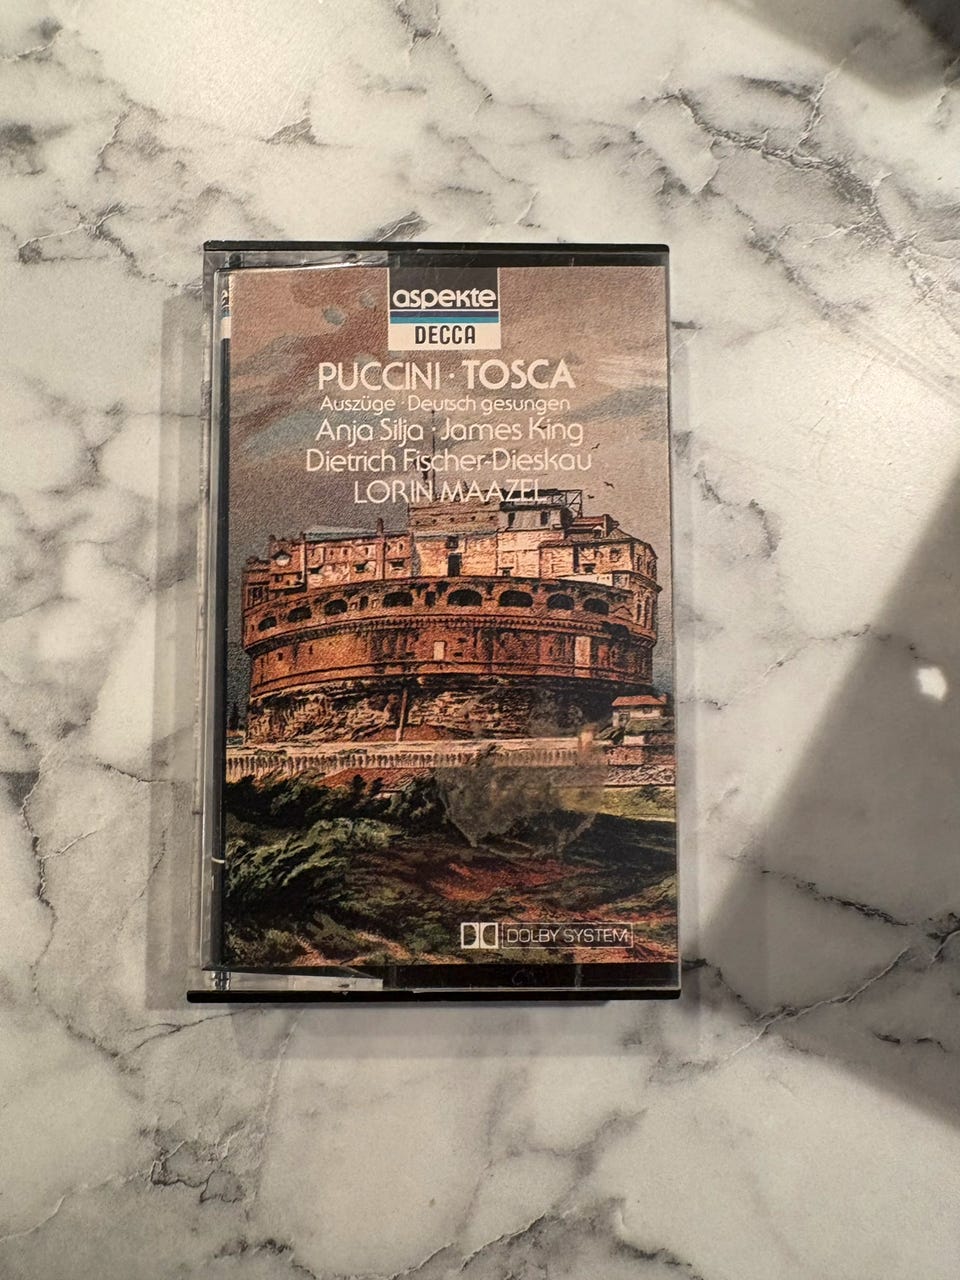 aspekte
DECCA
PUCCINI · TOSCA
Auszüge · Deutsch gesungen
Anja Silja · James King
Dietrich Fischer-Dieskau
LORIN MAAZEL
DOLBY SYSTEM